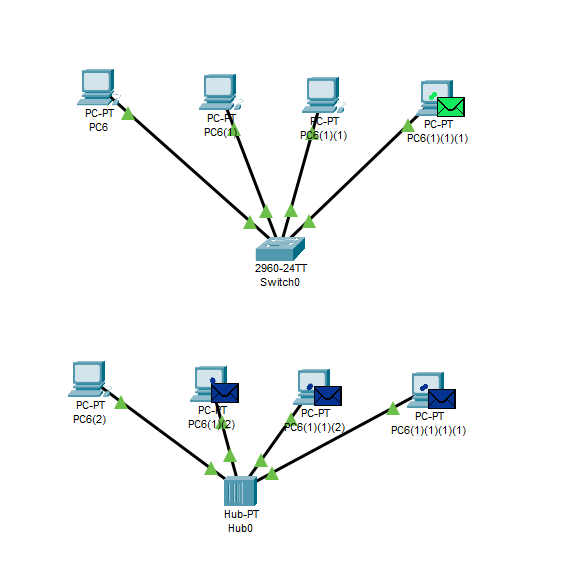 PC-PT
PC6
PC-PT
PC6(1)
PC-PT
PC6(1)(1)
PC-PT
PC6(1)(1)(1)
2960-24TT
Switch0
PC-PT
PC6(2)
PC-PT
PC6(1)(2)
PC-PT
PC6(1)(1)(2)
PC-PT
PC6(1)(1)(1)(1)
Hub-PT
Hub0